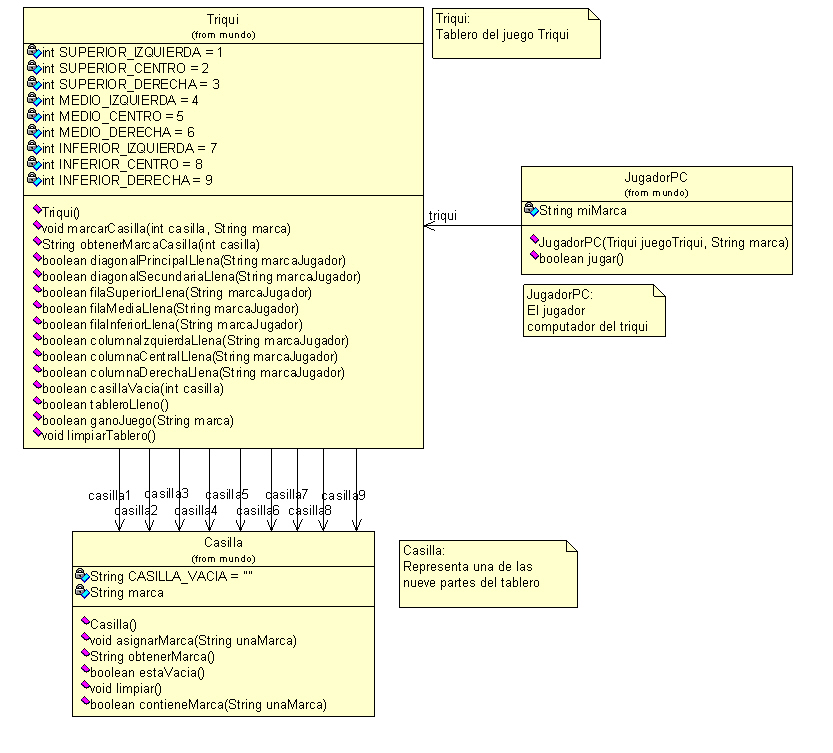 Triqui
(from mundo)
int SUPERIOR_IZQUIERDA = 1
int SUPERIOR_CENTRO = 2
int SUPERIOR_DERECHA = 3
int MEDIO_IZQUIERDA = 4
int MEDIO_CENTRO = 5
int MEDIO_DERECHA = 6
int INFERIOR_IZQUIERDA = 7
int INFERIOR_CENTRO = 8
int INFERIOR_DERECHA = 9
Triqui()
void marcarCasilla(int casilla, String marca)
String obtenerMarcaCasilla(int casilla)
boolean diagonalPrincipalLlena(String marcaJugador)
boolean diagonalSecundariaLlena(String marcaJugador)
boolean filaSuperiorLlena(String marcaJugador)
boolean filaMediaLlena(String marcaJugador)
boolean filaInferiorLlena(String marcaJugador)
boolean columnaIzquierdaLlena(String marcaJugador)
boolean columnaCentralLlena(String marcaJugador)
boolean columnaDerechaLlena(String marcaJugador)
boolean casillaVacia(int casilla)
boolean tableroLleno()
boolean ganoJuego(String marca)
void limpiarTablero()
Triqui:
Tablero del juego Triqui
triqui
JugadorPC
(from mundo)
String miMarca
JugadorPC(Triqui juegoTriqui, String marca)
boolean jugar()
JugadorPC:
El jugador
computador del triqui
casilla1
casilla2
casilla3
casilla4
casilla5
casilla6
casilla7
casilla8
casilla9
Casilla
(from mundo)
String CASILLA_VACIA = ""
String marca
Casilla()
void asignarMarca(String unaMarca)
String obtenerMarca()
boolean estaVacia()
void limpiar()
boolean contieneMarca(String unaMarca)
Casilla:
Representa una de las
nueve partes del tablero